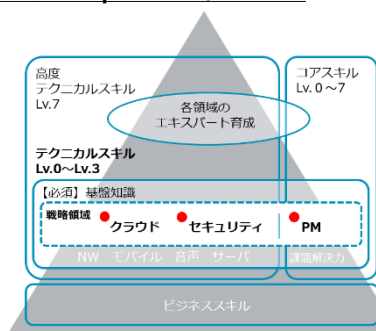 高度
テクニカルスキル
Lv.7
コアスキル
Lv. 0~7
各領域の
エキスパート育成
テクニカルスキル
Lv.0~Lv.3
【必須】基盤知識
戦略領域
クラウド
セキュリティ
PM
NW モバイル 音声 サーバ
課題解決力
ビジネススキル